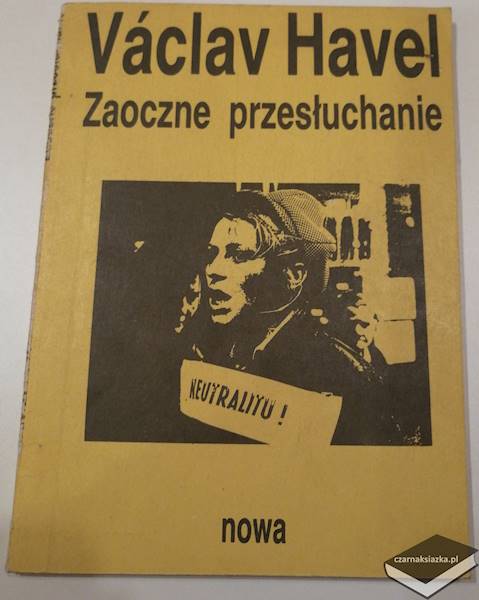 Václav Havel
Zaoczne przesłuchanie
NEUTRALITU!
nowa
czarnaksiazka.pl